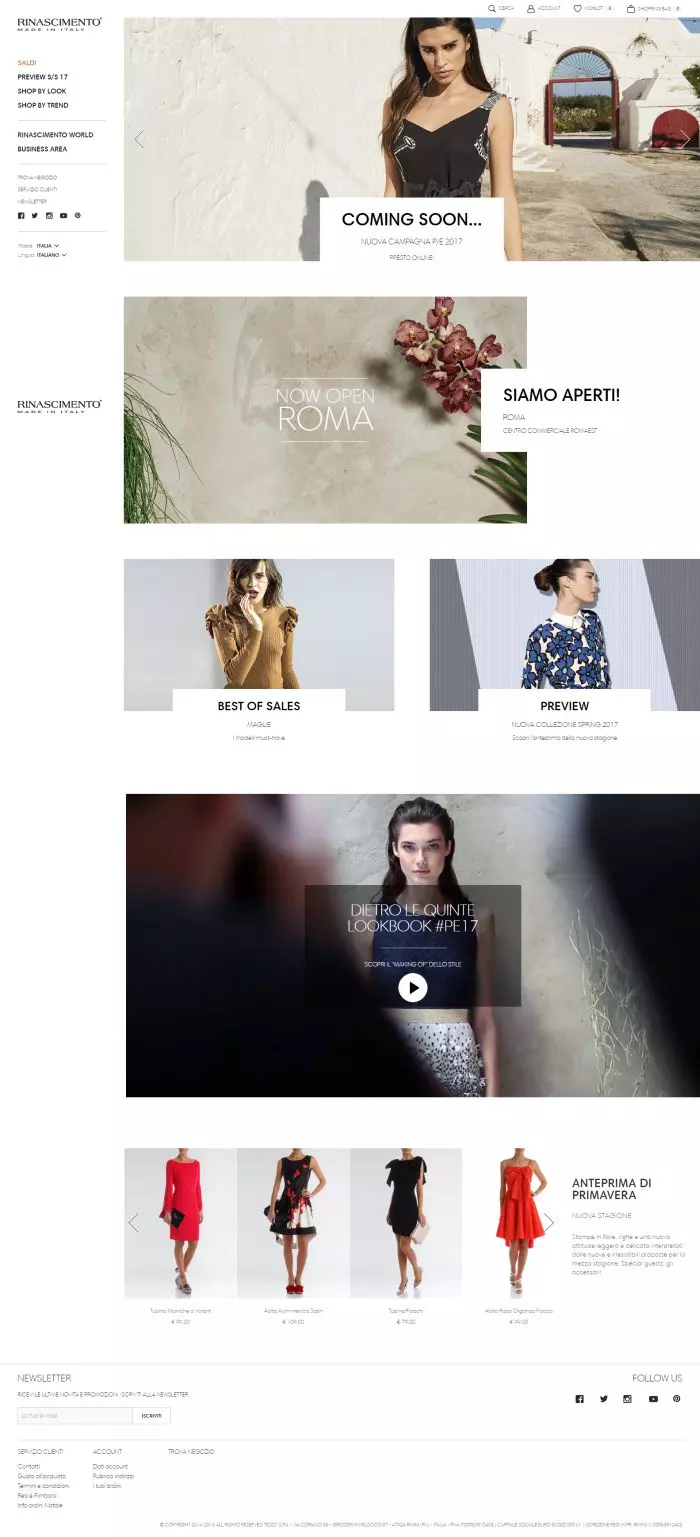 CERCA ACCOUNT WISHLIST ( 0 ) SHOPPING BAG ( 0 )
RINASCIMENTO
MADE IN ITALY
SALDI
PREVIEW S/S 17
SHOP BY LOOK
SHOP BY TREND
RINASCIMENTO WORLD
BUSINESS AREA
TROVA NEGOZIO
SERVIZIO CLIENTI
NEWSLETTER
Paese: ITALIA
Lingua: ITALIANO
COMING SOON...
NUOVA CAMPAGNA P/E 2017
PRESTO ONLINE!
NOW OPEN
ROMA
SIAMO APERTI!
ROMA
CENTRO COMMERCIALE ROMAEST
RINASCIMENTO
MADE IN ITALY
BEST OF SALES
MAGLIE
I modelli must-have
PREVIEW
NUOVA COLLEZIONE SPRING 2017
Scopri l'anteprima della nuova stagione
DIETRO LE QUINTE
LOOKBOOK #PE17
SCOPRI IL "MAKING OF" DELLO STILE
ANTEPRIMA DI
PRIMAVERA
NUOVA STAGIONE
Stampe in fiore, righe e una nuova
attitude leggera e delicata interpretati
dalle nuove e irresistibili proposte per la
mezza stagione. Special guests: gli
accessori!
Tubino Maniche a Volant
€ 99,00
Abito Asimmetrico Satin
€ 109,00
Tubino Fiocchi
€ 79,00
Abito Rosa Organza Fiocco
€ 99,00
NEWSLETTER
RICEVI LE ULTIME NOVITÀ E PROMOZIONI. ISCRIVITI ALLA NEWSLETTER.
La tua e-mail
ISCRIVITI
FOLLOW US
SERVIZIO CLIENTI
Contatti
Guida all'acquisto
Termini e condizioni
Resi e Rimborsi
Info ordini Natale
ACCOUNT
Dati account
Rubrica indirizzi
I tuoi ordini
TROVA NEGOZIO
© COPYRIGHT 2014-2016 ALL RIGHTS RESERVED TEDDY S.P.A